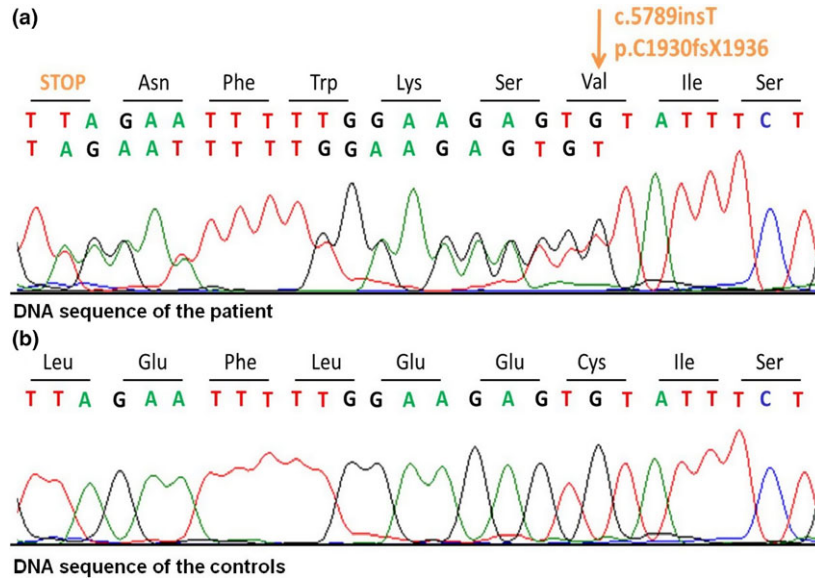 (a)
c.5789insT
p.C1930fsX1936
STOP Asn Phe Trp Lys Ser Val Ile Ser
T T A G A A T T T T T G G A A G A G T G T A T T T C T
T A G A A T T T T T G G A A G A G T G T
DNA sequence of the patient
(b)
Leu Glu Phe Leu Glu Glu Cys Ile Ser
T T A G A A T T T T T G G A A G A G T G T A T T T C T
DNA sequence of the controls